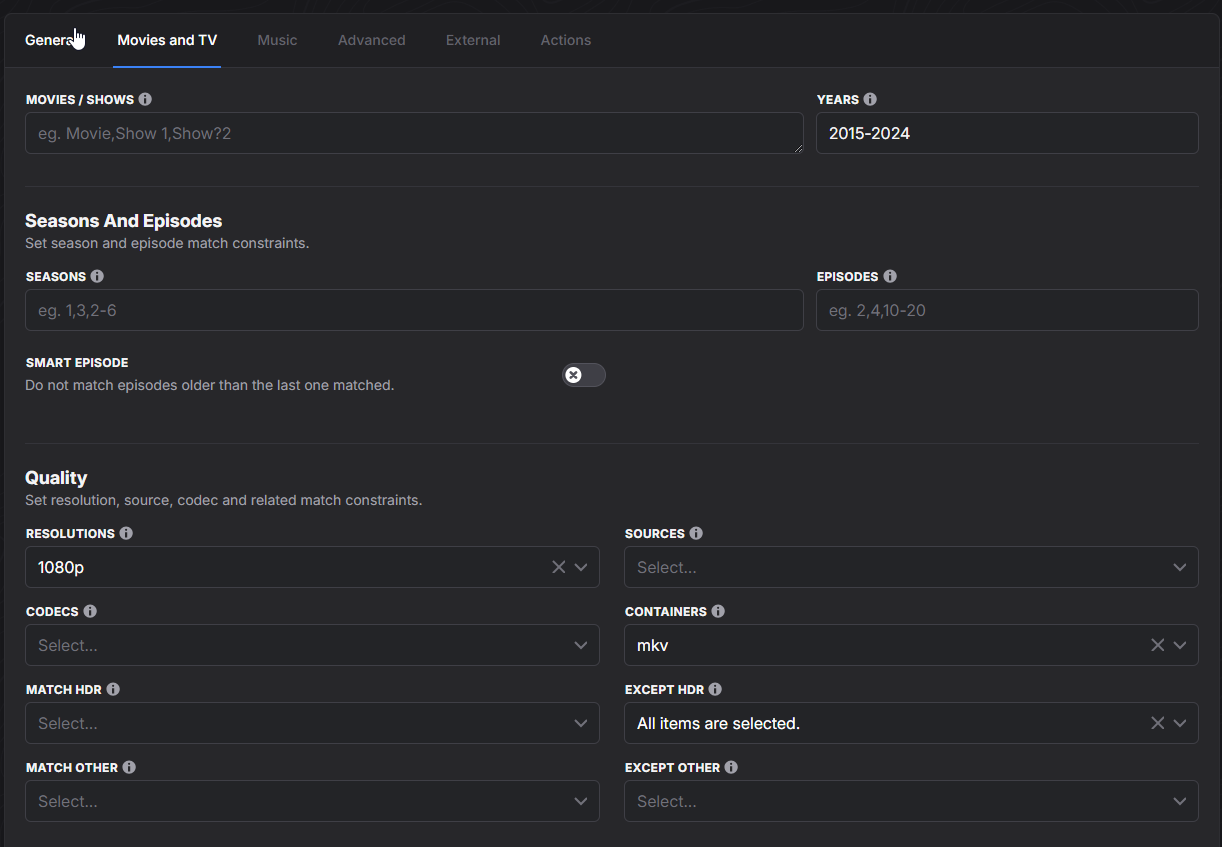 General Movies and TV Music Advanced External Actions
MOVIES / SHOWS YEARS
eg. Movie,Show 1,Show?2 2015-2024
Seasons And Episodes
Set season and episode match constraints.
SEASONS EPISODES
eg. 1,3,2-6 eg. 2,4,10-20
SMART EPISODE
Do not match episodes older than the last one matched.
Quality
Set resolution, source, codec and related match constraints.
RESOLUTIONS SOURCES
1080p Select...
CODECS CONTAINERS
Select... mkv
MATCH HDR EXCEPT HDR
Select... All items are selected.
MATCH OTHER EXCEPT OTHER
Select... Select...